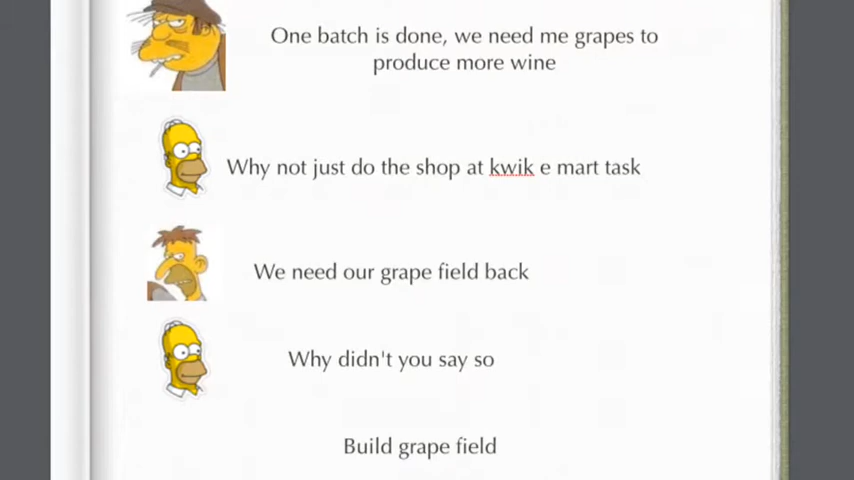 One batch is done, we need me grapes to
produce more wine
Why not just do the shop at kwik e mart task
We need our grape field back
Why didn't you say so
Build grape field